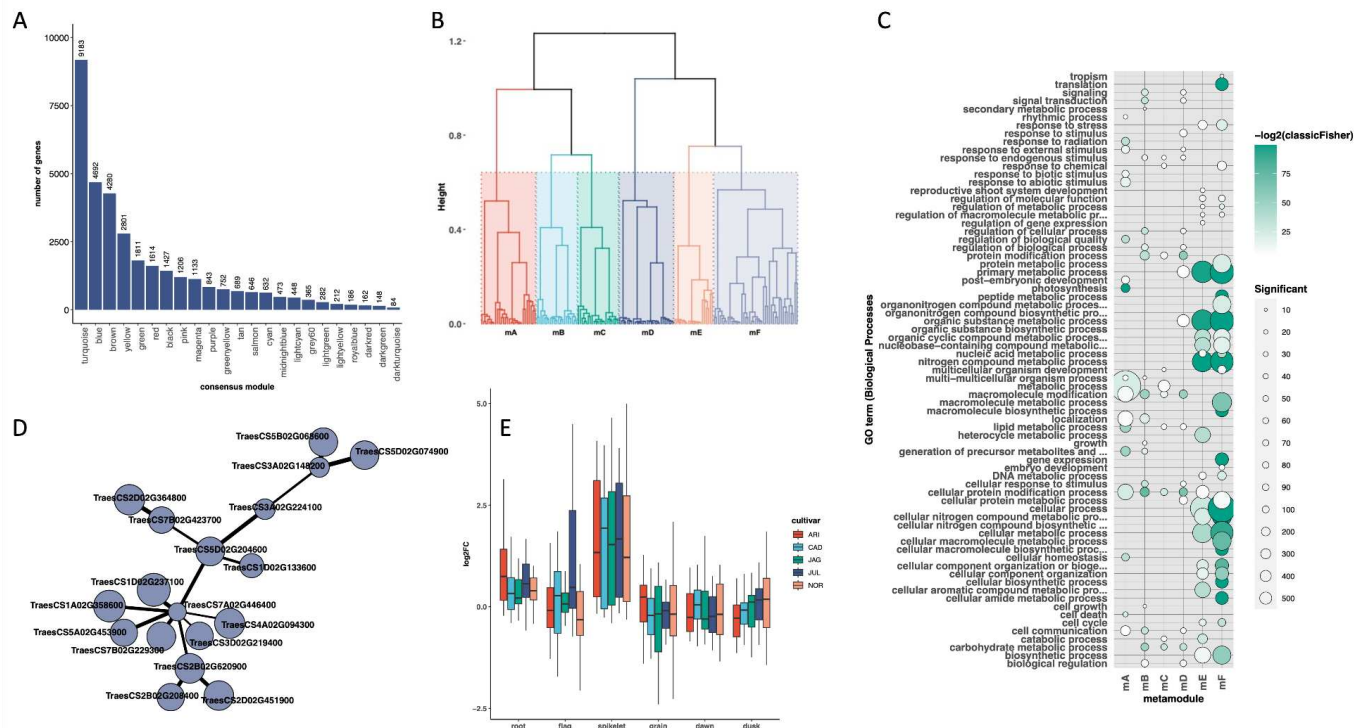 A
10000
7500
5000
2500
0
number of genes
9183
4692
4280
2801
1811
1614
1427
1206
1133
843
752
689
646
632
473
448
365
282
212
186
162
148
84
turquoise
blue
brown
yellow
green
red
black
pink
magenta
purple
greenyellow
tan
salmon
cyan
midnightblue
lightcyan
grey60
lightgreen
lightyellow
royalblue
darkred
darkgreen
darkturquoise
consensus module
B
1.2
0.8
0.4
0.0
Height
mA
mB
mC
mD
mE
mF
C
GO term (Biological Processes)
tropism
translation
signaling
signal transduction
secondary metabolic process
rhythmic process
response to stress
response to stimulus
response to radiation
response to external stimulus
response to endogenous stimulus
response to chemical
response to biotic stimulus
response to abiotic stimulus
reproductive shoot system development
regulation of molecular function
regulation of metabolic process
regulation of macromolecule metabolic pr...
regulation of gene expression
regulation of cellular process
regulation of biological quality
regulation of biological process
protein modification process
protein metabolic process
primary metabolic process
post−embryonic development
photosynthesis
peptide metabolic process
organonitrogen compound metabolic proces...
organonitrogen compound biosynthetic pro...
organic substance metabolic process
organic substance biosynthetic process
organic cyclic compound metabolic proces...
nucleobase−containing compound metabolic...
nucleic acid metabolic process
nitrogen compound metabolic process
multicellular organism development
multi−multicellular organism process
metabolic process
macromolecule modification
macromolecule metabolic process
macromolecule biosynthetic process
localization
lipid metabolic process
heterocycle metabolic process
growth
generation of precursor metabolites and ...
gene expression
embryo development
DNA metabolic process
cellular response to stimulus
cellular protein modification process
cellular protein metabolic process
cellular process
cellular nitrogen compound metabolic pro...
cellular nitrogen compound biosynthetic ...
cellular metabolic process
cellular macromolecule metabolic process
cellular macromolecule biosynthetic proc...
cellular homeostasis
cellular component organization or bioge...
cellular component organization
cellular biosynthetic process
cellular aromatic compound metabolic pro...
cellular amide metabolic process
cell growth
cell death
cell cycle
cell communication
catabolic process
carbohydrate metabolic process
biosynthetic process
biological regulation
mA
mB
mC
mD
mE
mF
metamodule
−log2(classicFisher)
75
50
25
Significant
10
20
30
40
50
60
70
80
90
100
200
300
400
500
D
TraesCS5B02G068600
TraesCS5D02G074900
TraesCS3A02G148200
TraesCS2D02G364800
TraesCS3A02G224100
TraesCS7B02G423700
TraesCS5D02G204600
TraesCS1D02G133600
TraesCS1D02G237100
TraesCS1A02G358600
TraesCS7A02G446400
TraesCS4A02G094300
TraesCS5A02G453900
TraesCS3D02G219400
TraesCS7B02G229300
TraesCS2B02G620900
TraesCS2B02G208400
TraesCS2D02G451900
E
5.0
2.5
0.0
−2.5
log2FC
root
flag
spikelet
grain
dawn
dusk
cultivar
ARI
CAD
JAG
JUL
NOR